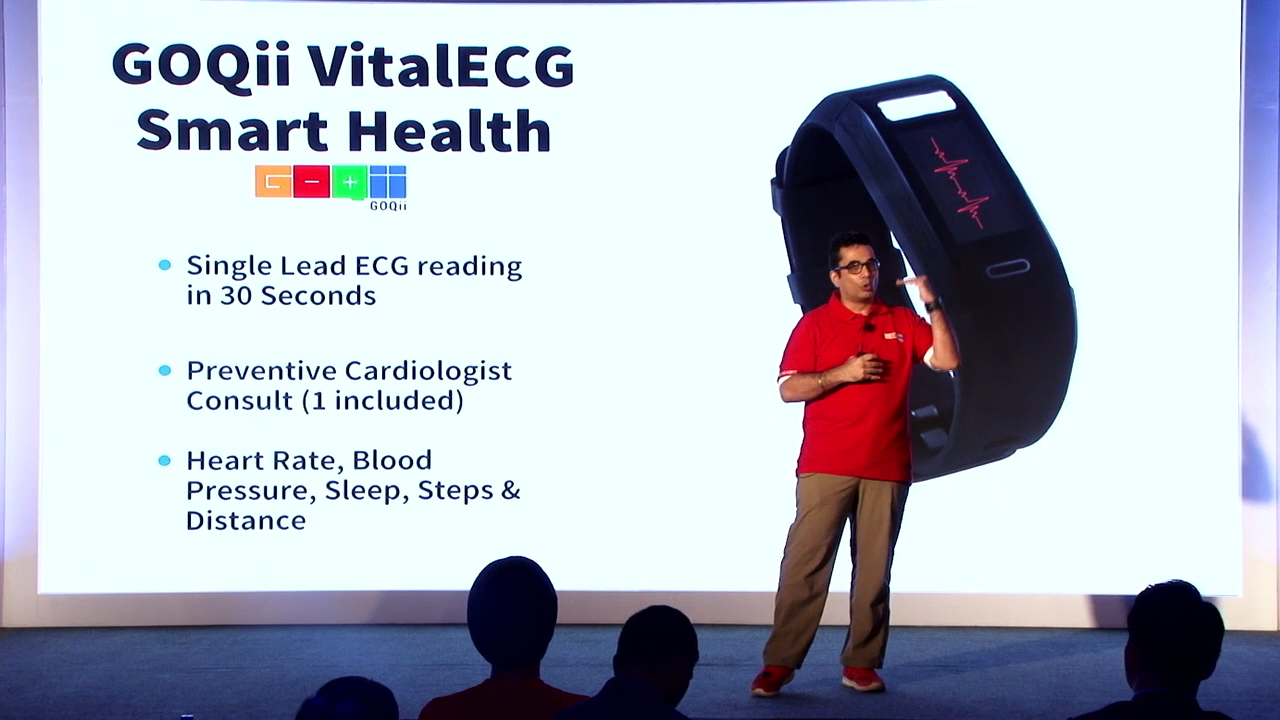 GOQii VitalECG
Smart Health
GOQii
Single Lead ECG reading
in 30 Seconds
Preventive Cardiologist
Consult (1 included)
Heart Rate, Blood
Pressure, Sleep, Steps &
Distance